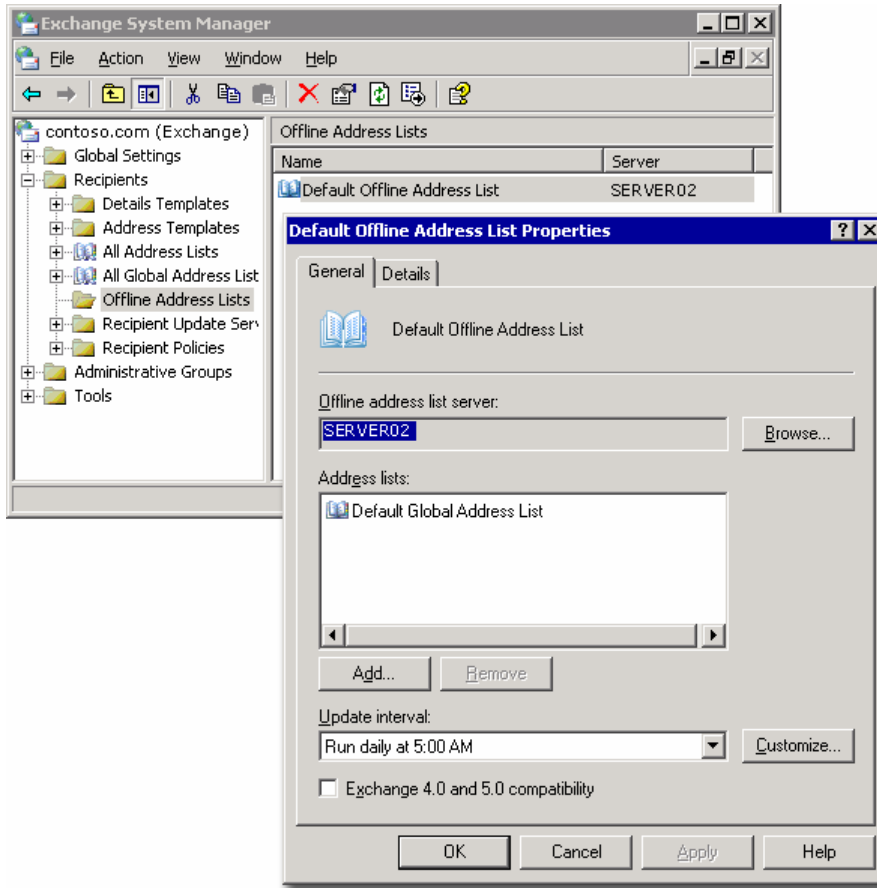 Exchange System Manager
File Action View Window Help
contoso.com (Exchange)
Global Settings
Recipients
Details Templates
Address Templates
All Address Lists
All Global Address List
Offline Address Lists
Recipient Update Serv
Recipient Policies
Administrative Groups
Tools
Offline Address Lists
Name Server
Default Offline Address List SERVER02
Default Offline Address List Properties
General Details
Default Offline Address List
Offline address list server:
SERVER02 Browse...
Address lists:
Default Global Address List
Add... Remove
Update interval:
Run daily at 5:00 AM Customize...
Exchange 4.0 and 5.0 compatibility
OK Cancel Apply Help